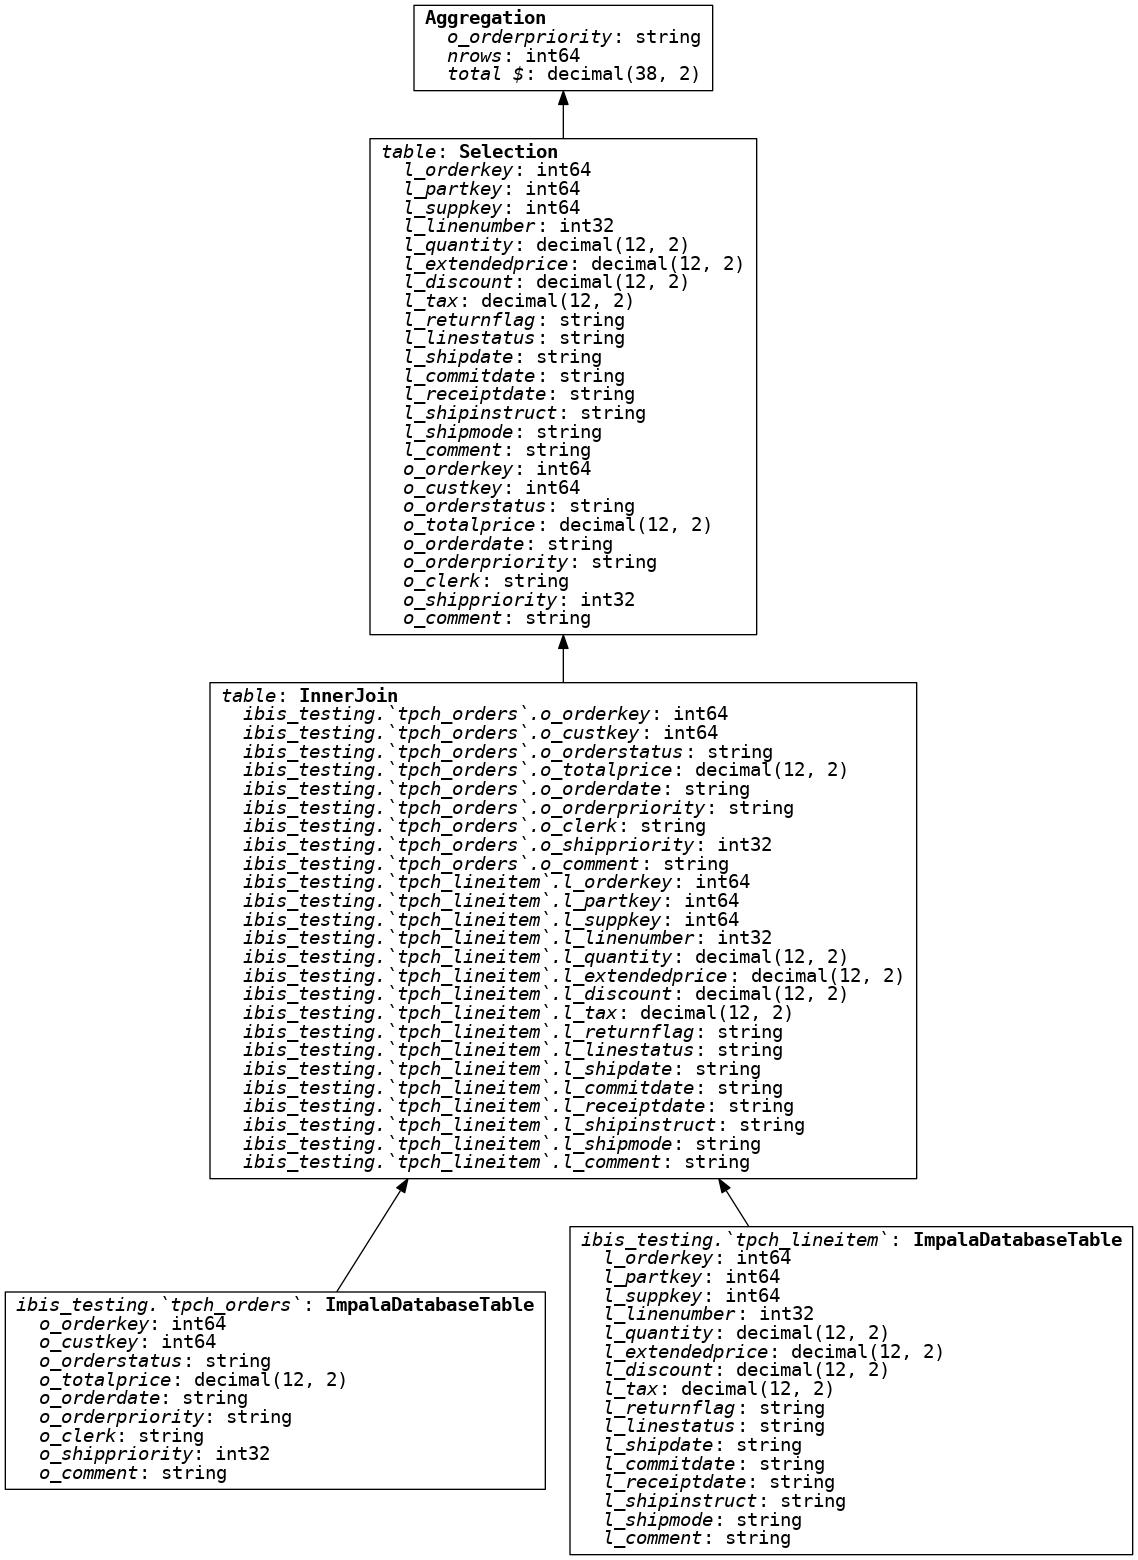 Aggregation
o_orderpriority: string
nrows: int64
total $: decimal(38, 2)
table: Selection
l_orderkey: int64
l_partkey: int64
l_suppkey: int64
l_linenumber: int32
l_quantity: decimal(12, 2)
l_extendedprice: decimal(12, 2)
l_discount: decimal(12, 2)
l_tax: decimal(12, 2)
l_returnflag: string
l_linestatus: string
l_shipdate: string
l_commitdate: string
l_receiptdate: string
l_shipinstruct: string
l_shipmode: string
l_comment: string
o_orderkey: int64
o_custkey: int64
o_orderstatus: string
o_totalprice: decimal(12, 2)
o_orderdate: string
o_orderpriority: string
o_clerk: string
o_shippriority: int32
o_comment: string
table: InnerJoin
ibis_testing.`tpch_orders`.o_orderkey: int64
ibis_testing.`tpch_orders`.o_custkey: int64
ibis_testing.`tpch_orders`.o_orderstatus: string
ibis_testing.`tpch_orders`.o_totalprice: decimal(12, 2)
ibis_testing.`tpch_orders`.o_orderdate: string
ibis_testing.`tpch_orders`.o_orderpriority: string
ibis_testing.`tpch_orders`.o_clerk: string
ibis_testing.`tpch_orders`.o_shippriority: int32
ibis_testing.`tpch_orders`.o_comment: string
ibis_testing.`tpch_lineitem`.l_orderkey: int64
ibis_testing.`tpch_lineitem`.l_partkey: int64
ibis_testing.`tpch_lineitem`.l_suppkey: int64
ibis_testing.`tpch_lineitem`.l_linenumber: int32
ibis_testing.`tpch_lineitem`.l_quantity: decimal(12, 2)
ibis_testing.`tpch_lineitem`.l_extendedprice: decimal(12, 2)
ibis_testing.`tpch_lineitem`.l_discount: decimal(12, 2)
ibis_testing.`tpch_lineitem`.l_tax: decimal(12, 2)
ibis_testing.`tpch_lineitem`.l_returnflag: string
ibis_testing.`tpch_lineitem`.l_linestatus: string
ibis_testing.`tpch_lineitem`.l_shipdate: string
ibis_testing.`tpch_lineitem`.l_commitdate: string
ibis_testing.`tpch_lineitem`.l_receiptdate: string
ibis_testing.`tpch_lineitem`.l_shipinstruct: string
ibis_testing.`tpch_lineitem`.l_shipmode: string
ibis_testing.`tpch_lineitem`.l_comment: string
ibis_testing.`tpch_orders`: ImpalaDatabaseTable
o_orderkey: int64
o_custkey: int64
o_orderstatus: string
o_totalprice: decimal(12, 2)
o_orderdate: string
o_orderpriority: string
o_clerk: string
o_shippriority: int32
o_comment: string
ibis_testing.`tpch_lineitem`: ImpalaDatabaseTable
l_orderkey: int64
l_partkey: int64
l_suppkey: int64
l_linenumber: int32
l_quantity: decimal(12, 2)
l_extendedprice: decimal(12, 2)
l_discount: decimal(12, 2)
l_tax: decimal(12, 2)
l_returnflag: string
l_linestatus: string
l_shipdate: string
l_commitdate: string
l_receiptdate: string
l_shipinstruct: string
l_shipmode: string
l_comment: string